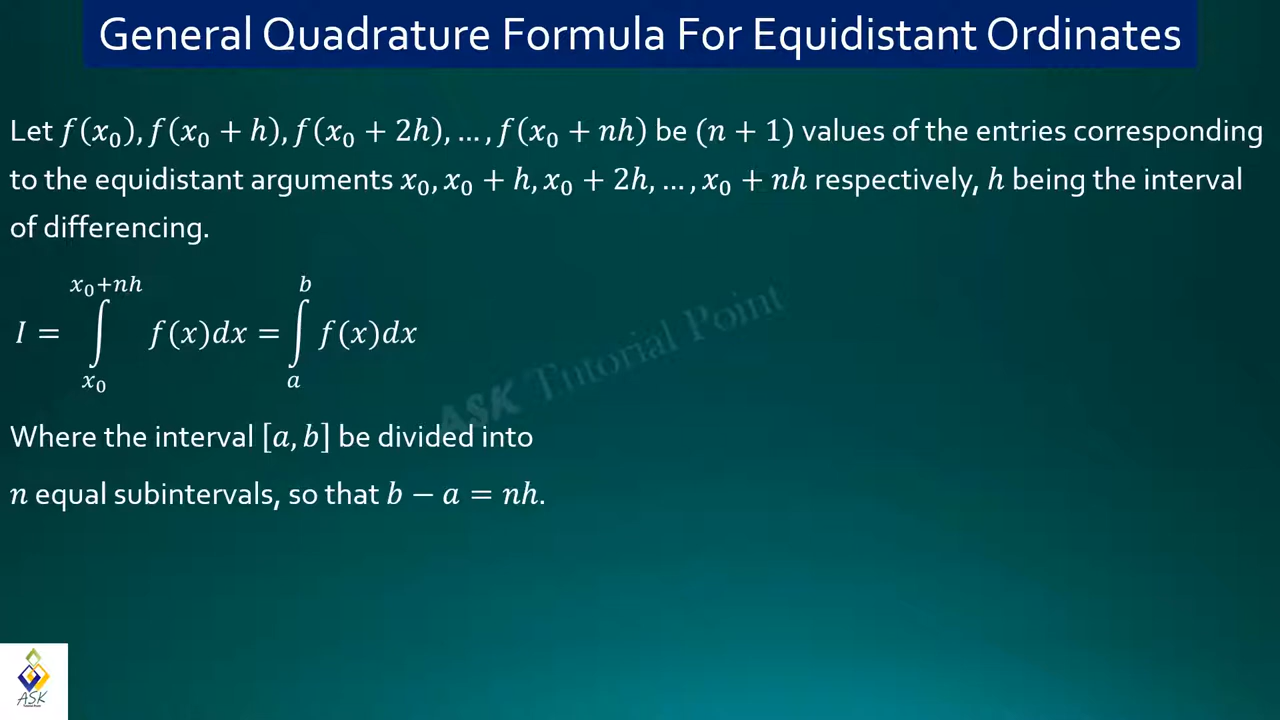 General Quadrature Formula For Equidistant Ordinates
Let f(x₀), f(x₀ + h), f(x₀ + 2h), …, f(x₀ + nh) be (n + 1) values of the entries corresponding
to the equidistant arguments x₀, x₀ + h, x₀ + 2h, …, x₀ + nh respectively, h being the interval
of differencing.
I = ∫_{x₀}^{x₀+nh} f(x)dx = ∫_{a}^{b} f(x)dx
ASK Tutorial Point
Where the interval [a, b] be divided into
n equal subintervals, so that b − a = nh.
ASK